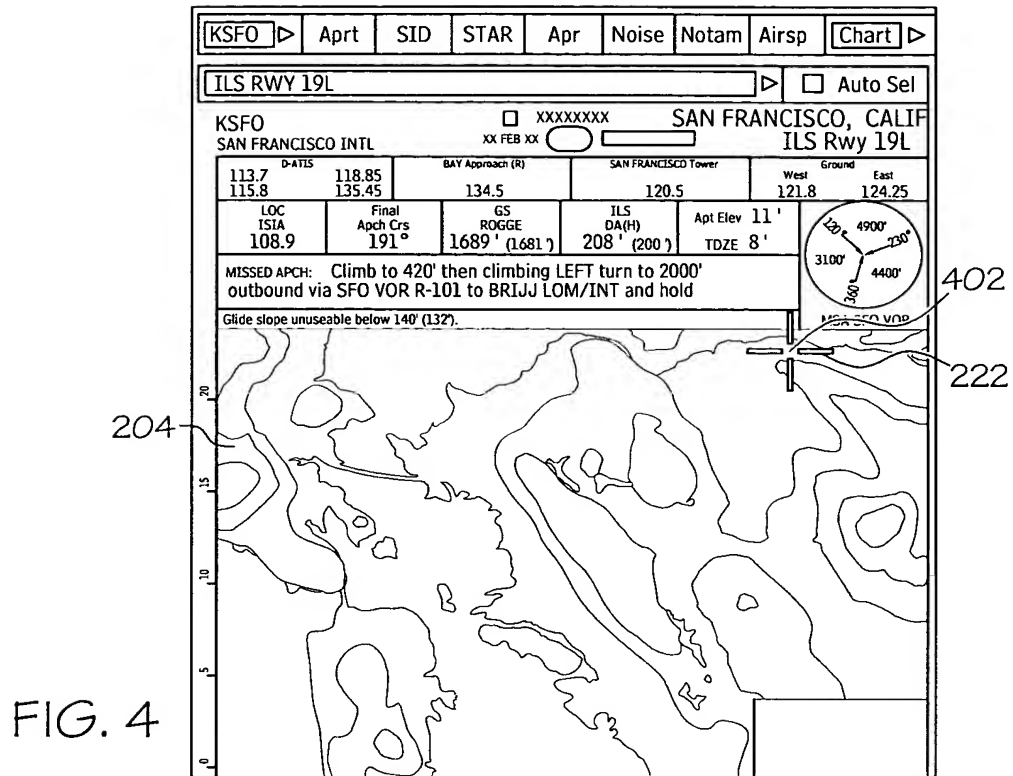 KSFO Aprt SID STAR Apr Noise Notam Airsp Chart
ILS RWY 19L Auto Sel
KSFO XXXXXXXX SAN FRANCISCO, CALIF
SAN FRANCISCO INTL XX FEB XX ILS Rwy 19L
D-ATIS BAY Approach (R) SAN FRANCISCO Tower Ground
West East
113.7 118.85
115.8 135.45 134.5 120.5 121.8 124.25
LOC Final GS ILS Apt Elev 11'
ISIA Apch Crs ROGGE DA(H)
108.9 191° 1689' (1681') 208' (200') TDZE 8'
120° 4900' 230°
3100' 4400'
360°
MISSED APCH: Climb to 420' then climbing LEFT turn to 2000'
outbound via SFO VOR R-101 to BRIJJ LOM/INT and hold
Glide slope unuseable below 140' (132').
MSA SFO VOR
402
222
204
20
15
10
5
0
FIG. 4